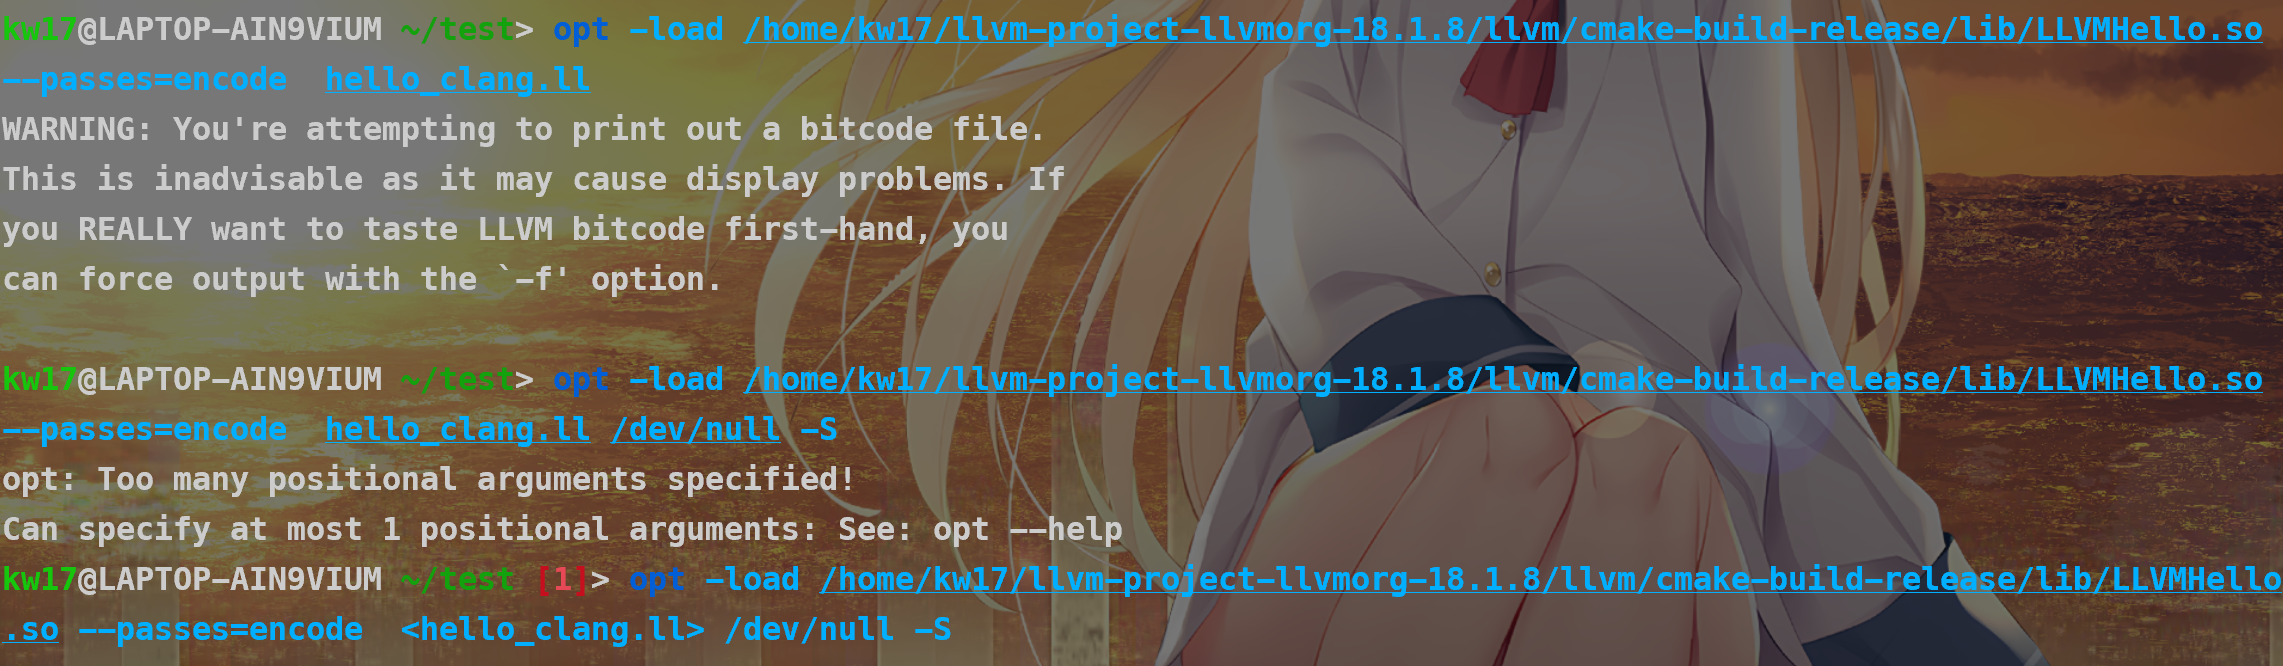 kw17@LAPTOP-AIN9VIUM ~/test> opt -load /home/kw17/llvm-project-llvmorg-18.1.8/llvm/cmake-build-release/lib/LLVMHello.so
--passes=encode  hello_clang.ll
WARNING: You're attempting to print out a bitcode file.
This is inadvisable as it may cause display problems. If
you REALLY want to taste LLVM bitcode first-hand, you
can force output with the `-f' option.
kw17@LAPTOP-AIN9VIUM ~/test> opt -load /home/kw17/llvm-project-llvmorg-18.1.8/llvm/cmake-build-release/lib/LLVMHello.so
--passes=encode  hello_clang.ll /dev/null -S
opt: Too many positional arguments specified!
Can specify at most 1 positional arguments: See: opt --help
kw17@LAPTOP-AIN9VIUM ~/test [1]> opt -load /home/kw17/llvm-project-llvmorg-18.1.8/llvm/cmake-build-release/lib/LLVMHello
.so --passes=encode  <hello_clang.ll> /dev/null -S